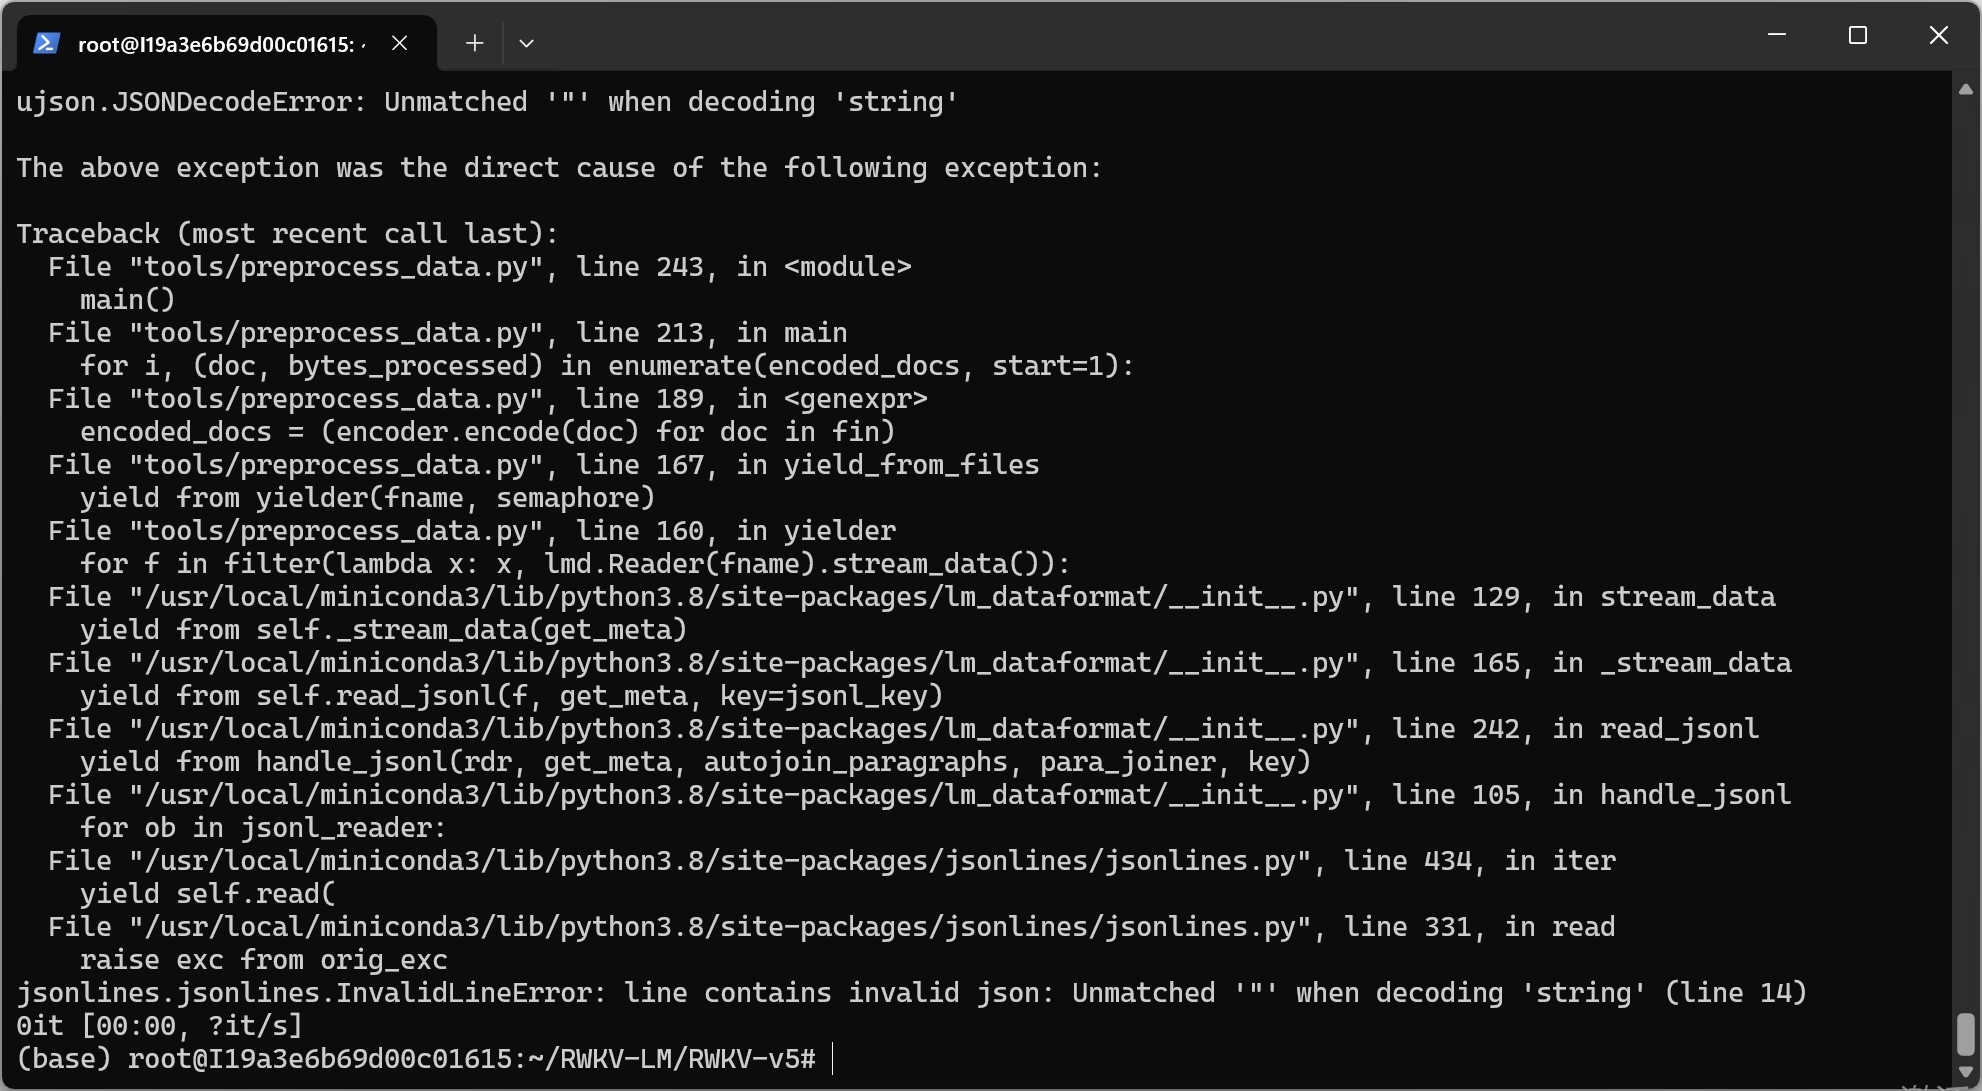 root@I19a3e6b69d00c01615: ~
ujson.JSONDecodeError: Unmatched '"' when decoding 'string'
The above exception was the direct cause of the following exception:
Traceback (most recent call last):
  File "tools/preprocess_data.py", line 243, in <module>
    main()
  File "tools/preprocess_data.py", line 213, in main
    for i, (doc, bytes_processed) in enumerate(encoded_docs, start=1):
  File "tools/preprocess_data.py", line 189, in <genexpr>
    encoded_docs = (encoder.encode(doc) for doc in fin)
  File "tools/preprocess_data.py", line 167, in yield_from_files
    yield from yielder(fname, semaphore)
  File "tools/preprocess_data.py", line 160, in yielder
    for f in filter(lambda x: x, lmd.Reader(fname).stream_data()):
  File "/usr/local/miniconda3/lib/python3.8/site-packages/lm_dataformat/__init__.py", line 129, in stream_data
    yield from self._stream_data(get_meta)
  File "/usr/local/miniconda3/lib/python3.8/site-packages/lm_dataformat/__init__.py", line 165, in _stream_data
    yield from self.read_jsonl(f, get_meta, key=jsonl_key)
  File "/usr/local/miniconda3/lib/python3.8/site-packages/lm_dataformat/__init__.py", line 242, in read_jsonl
    yield from handle_jsonl(rdr, get_meta, autojoin_paragraphs, para_joiner, key)
  File "/usr/local/miniconda3/lib/python3.8/site-packages/lm_dataformat/__init__.py", line 105, in handle_jsonl
    for ob in jsonl_reader:
  File "/usr/local/miniconda3/lib/python3.8/site-packages/jsonlines/jsonlines.py", line 434, in iter
    yield self.read(
  File "/usr/local/miniconda3/lib/python3.8/site-packages/jsonlines/jsonlines.py", line 331, in read
    raise exc from orig_exc
jsonlines.jsonlines.InvalidLineError: line contains invalid json: Unmatched '"' when decoding 'string' (line 14)
0it [00:00, ?it/s]
(base) root@I19a3e6b69d00c01615:~/RWKV-LM/RWKV-v5#